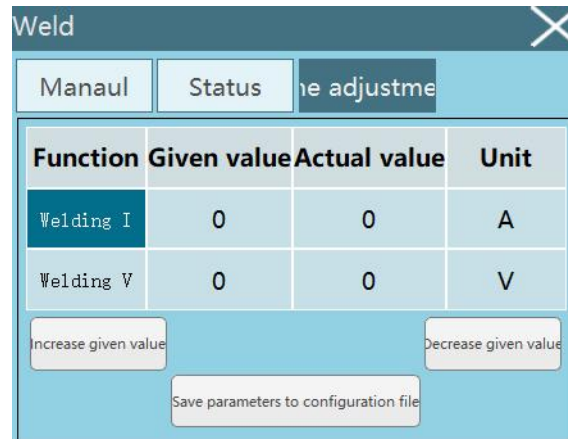 Weld
Manaul Status ne adjustme
Function Given value Actual value Unit
Welding I 0 0 A
Welding V 0 0 V
Increase given value Decrease given value
Save parameters to configuration file